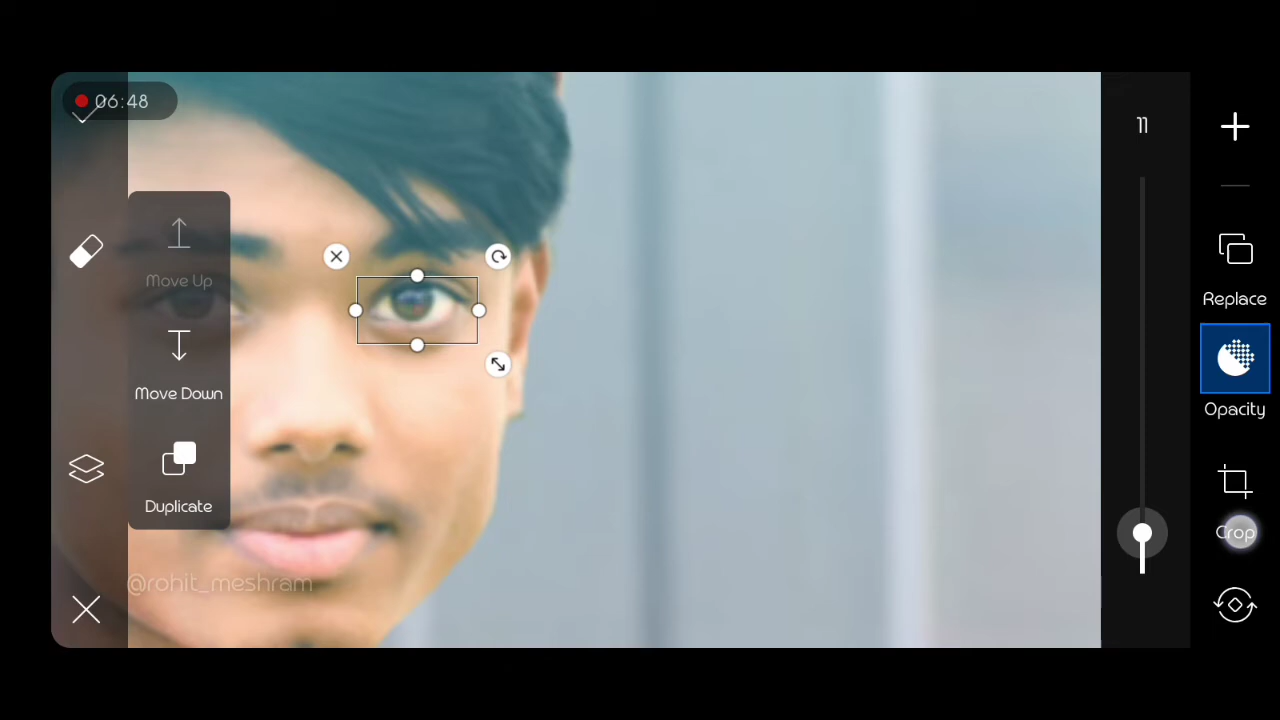 06:48
11
Move Up
Replace
Move Down
Opacity
Duplicate
Crop
@rohit_meshram